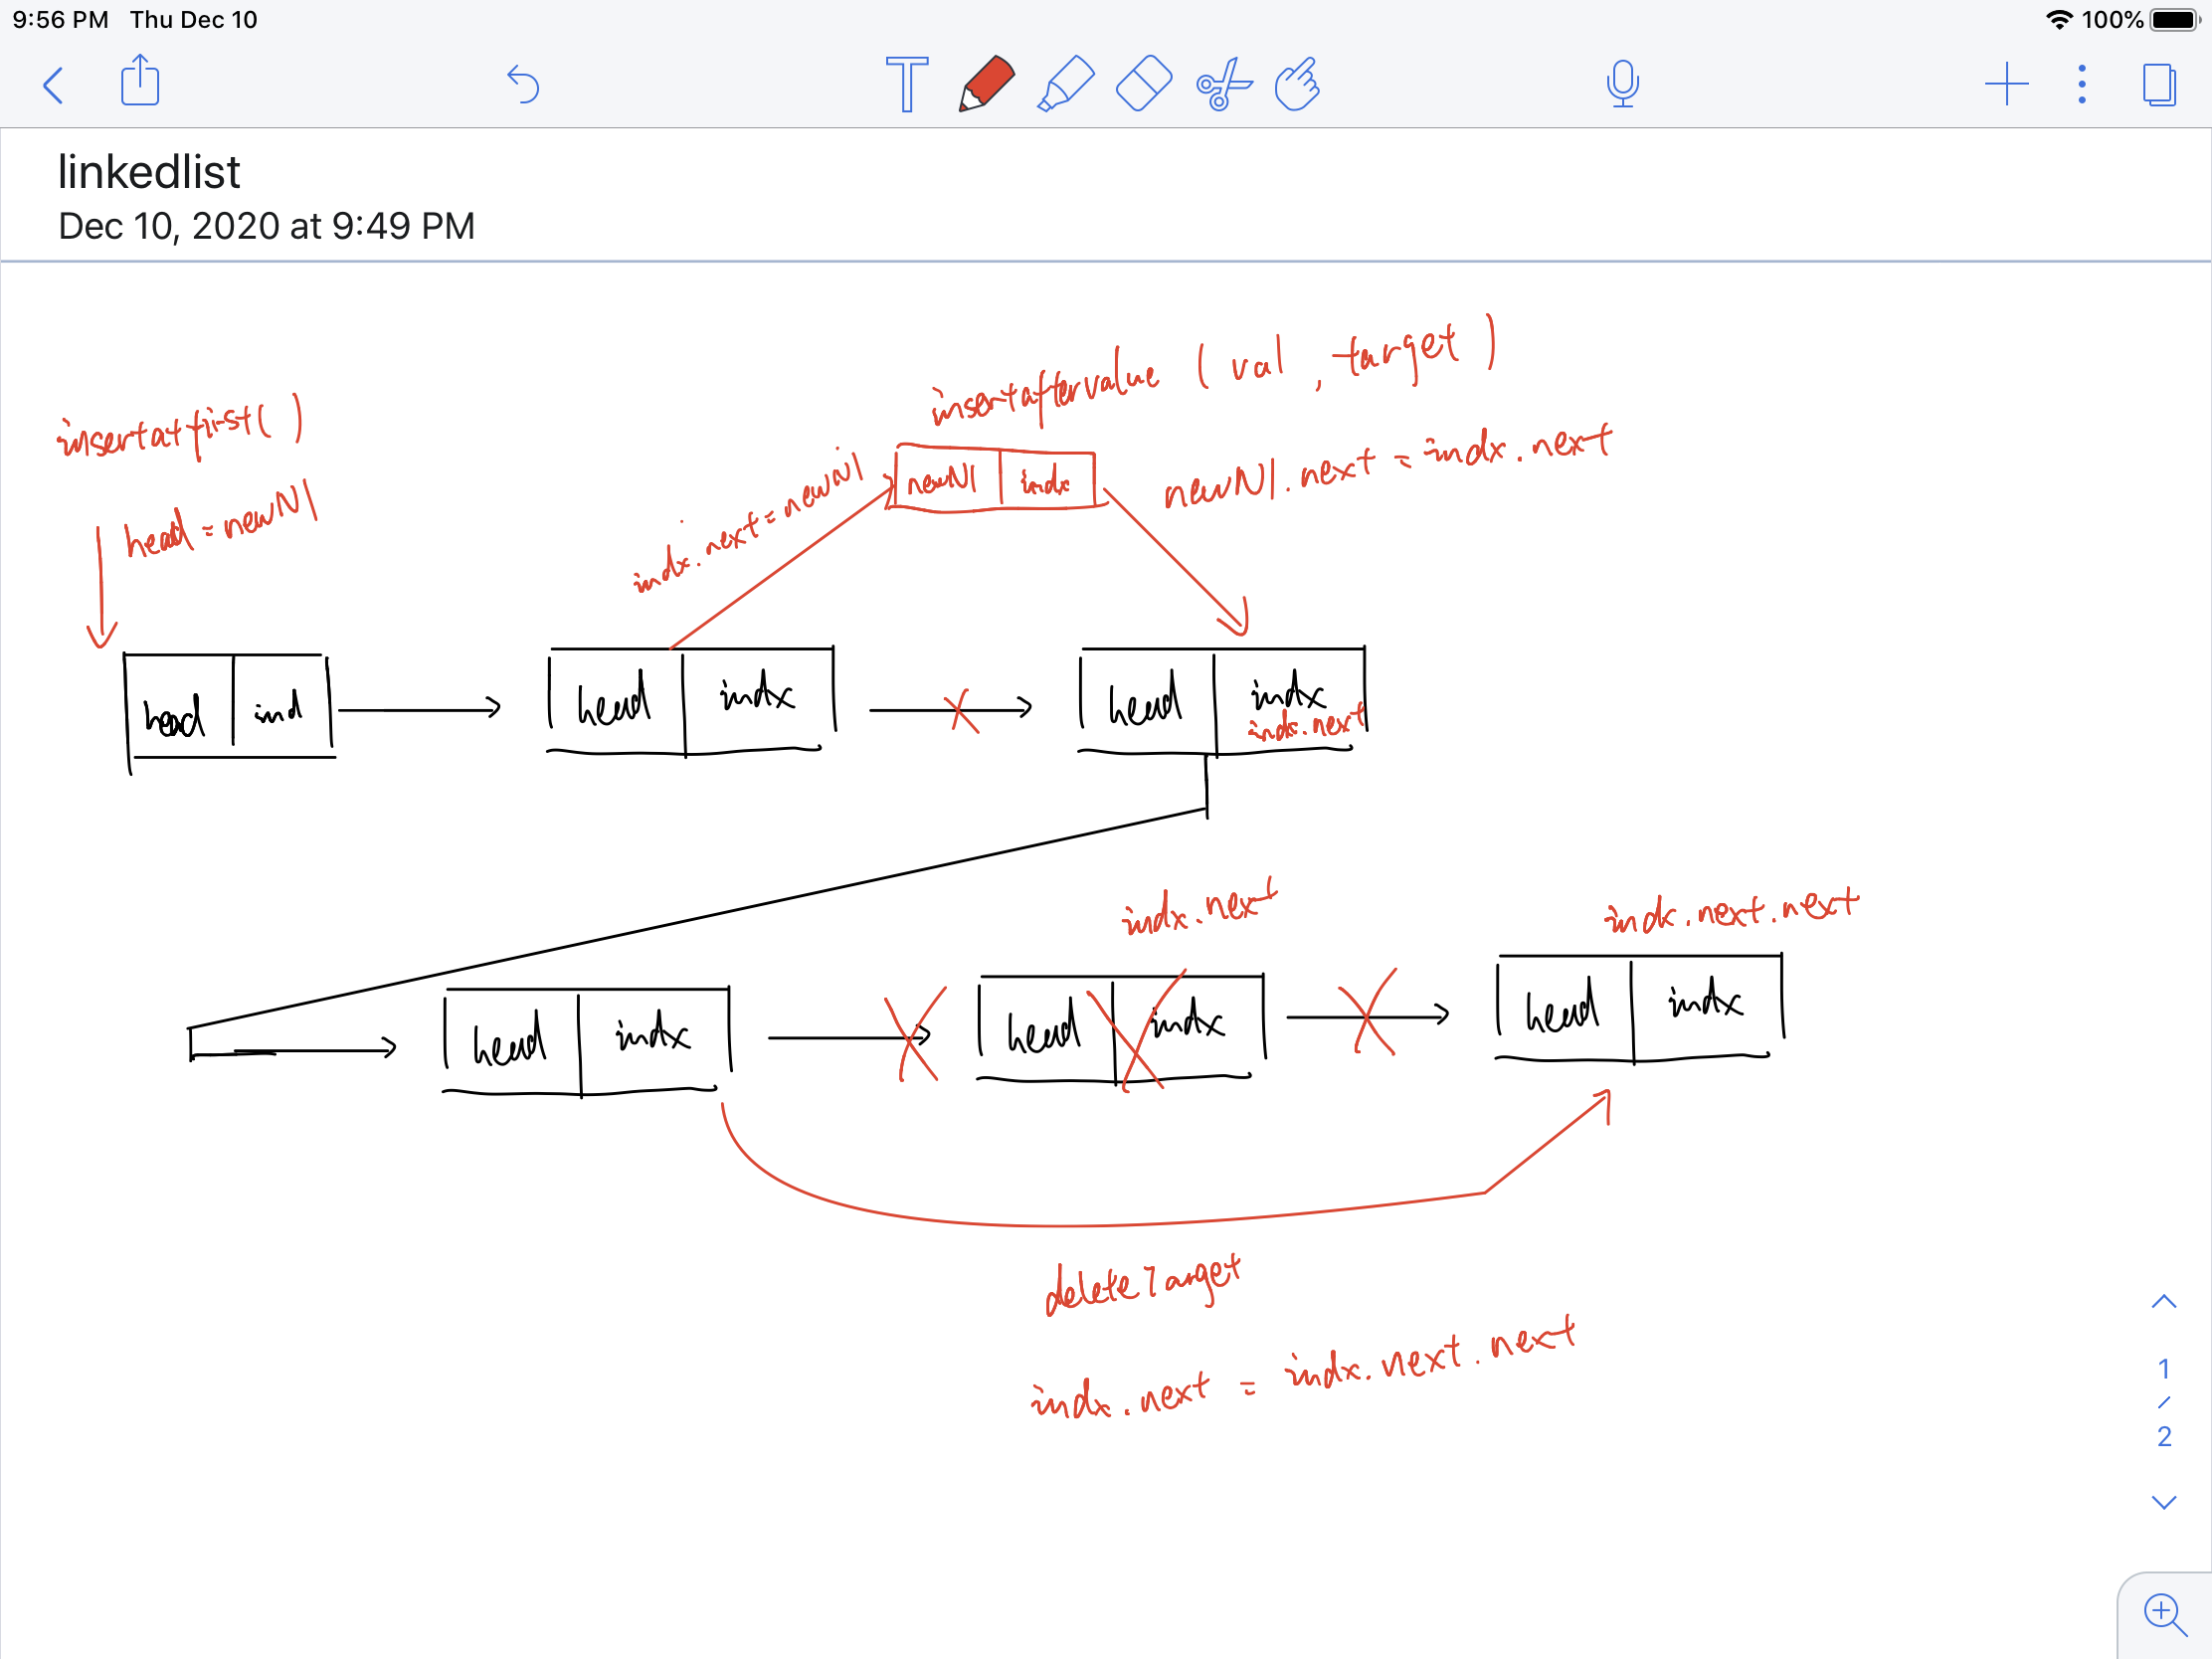 9:56 PM Thu Dec 10
100%
T
linkedlist
Dec 10, 2020 at 9:49 PM
insertaftervalue ( val , target )
insertatfirst( )
newNl.next = indx.next
indx.next = newNl
newNl indx
head = newNl
head ind
head indx
head indx
indx.next
indx.next
indx.next.next
head indx
head indx
head indx
deleteTarget
indx.next = indx.next.next
1
/
2